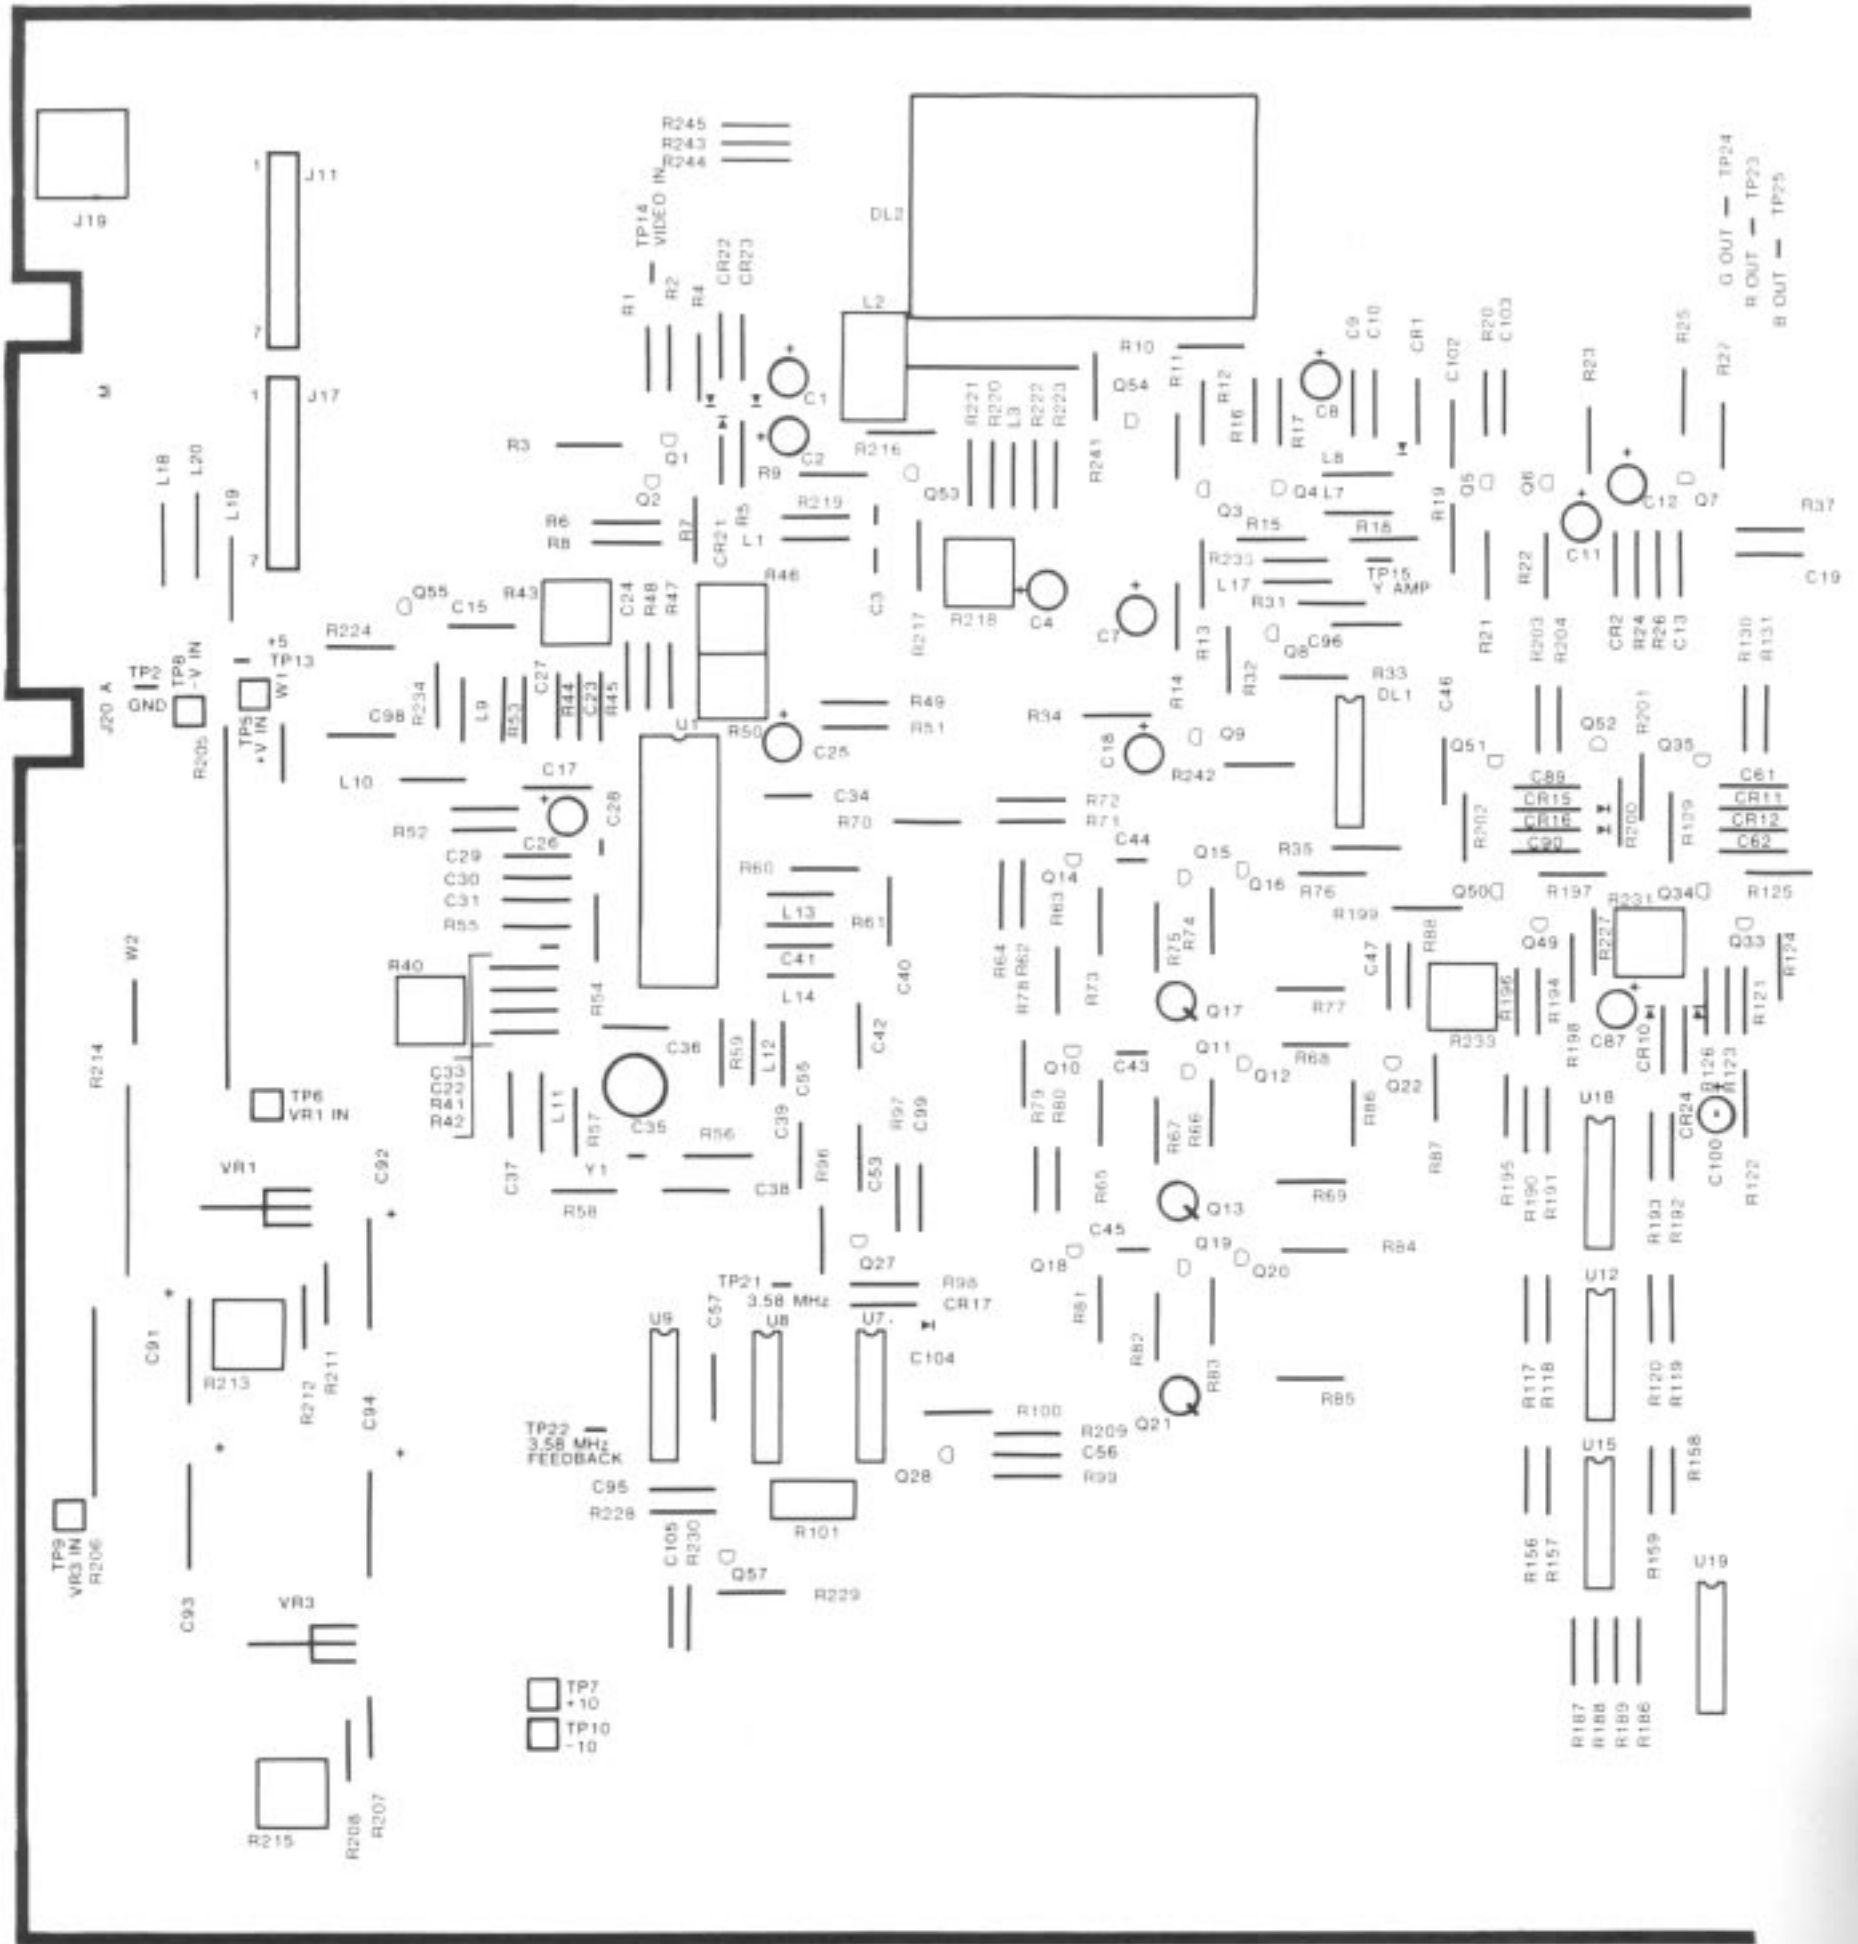 R245
R243
R244
1
J11
J19
7
TP14
VIDEO IN
DL2
G OUT — TP24
R OUT — TP23
B OUT — TP25
R1
R2
R4
CR22
CR23
L2
M
1
J17
7
C1
C2
R3
Q1
Q2
R9
R216
Q53
R221
R220
L3
R222
R223
R241
R10
Q54
R11
R12
R16
R17
C8
C9
C10
CR1
C102
R20
C103
R23
R25
R27
L18
L20
L19
R6
R8
R7
CR21
R5
L1
R219
C3
R217
R218
C4
C7
Q3
Q4
L8
L7
R15
R18
L17
R31
TP15
Y AMP
R19
Q5
Q6
C12
Q7
C11
R37
C19
R22
R21
R13
R14
R32
Q8
C96
R33
DL1
R203
R204
CR2
R24
R26
C13
R130
R131
Q55
C15
R43
C24
R48
R47
R46
R224
+5
TP13
TP2
GND
TP8
-V IN
W1
TP5
+V IN
J20 A
R205
C98
R234
L9
R53
C27
R44
C23
R45
U1
R50
C25
R49
R51
R34
C18
Q9
R242
C46
Q51
Q52
R201
Q35
L10
C17
C28
C34
R70
R72
R71
C44
R52
C26
C29
C30
C31
R55
R60
L13
R61
C41
L14
C40
Q14
Q15
Q16
R35
R76
R202
C89
CR15
CR16
C90
R200
R129
C61
CR11
CR12
C62
R197
R125
Q50
Q34
R199
R88
R231
R227
Q49
Q33
R124
R63
R64
R62
R78
R73
R75
R74
Q17
R77
C47
R233
R196
R194
R198
C87
CR10
R126
R123
R121
W2
R40
R54
C36
R59
L12
C42
C55
R214
C33
C22
R41
R42
L11
R57
C35
C39
R97
C99
R56
TP6
VR1 IN
Q10
C43
Q11
Q12
R68
Q22
R86
R87
R79
R80
R65
R67
R66
Q13
R69
U18
CR24
C100
R122
R195
R190
R191
R193
R192
VR1
C92
C37
Y1
R58
C38
R96
C53
C45
Q18
Q19
Q20
R84
Q27
TP21
3.58 MHz
R98
CR17
R81
R82
R83
R85
Q21
U12
R117
R118
R120
R119
C91
R213
R212
R211
C94
U9
C57
U8
U7
C104
R100
R209
C56
R99
Q28
TP22
3.58 MHz
FEEDBACK
C95
R228
R101
U15
R158
R156
R157
R159
U19
TP9
VR3 IN
R206
C93
C105
R230
Q57
R229
VR3
TP7
+10
TP10
-10
R187
R188
R189
R186
R215
R208
R207